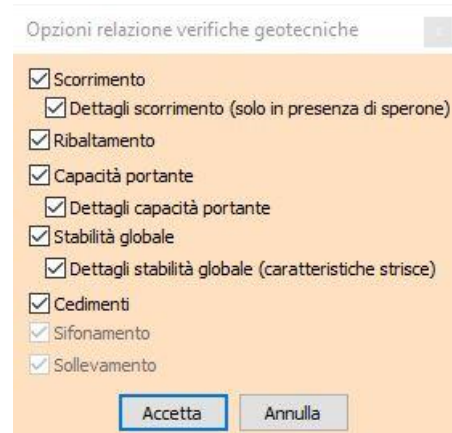 Opzioni relazione verifiche geotecniche
Scorrimento
Dettagli scorrimento (solo in presenza di sperone)
Ribaltamento
Capacità portante
Dettagli capacità portante
Stabilità globale
Dettagli stabilità globale (caratteristiche strisce)
Cedimenti
Sifonamento
Sollevamento
Accetta Annulla